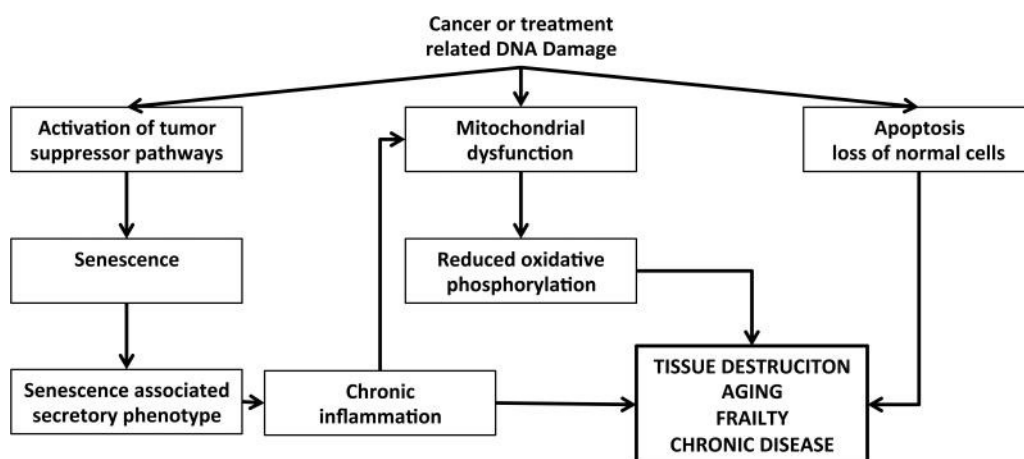 Cancer or treatment
related DNA Damage
Activation of tumor
suppressor pathways
Mitochondrial
dysfunction
Apoptosis
loss of normal cells
Senescence
Reduced oxidative
phosphorylation
Senescence associated
secretory phenotype
Chronic
inflammation
TISSUE DESTRUCITON
AGING
FRAILTY
CHRONIC DISEASE